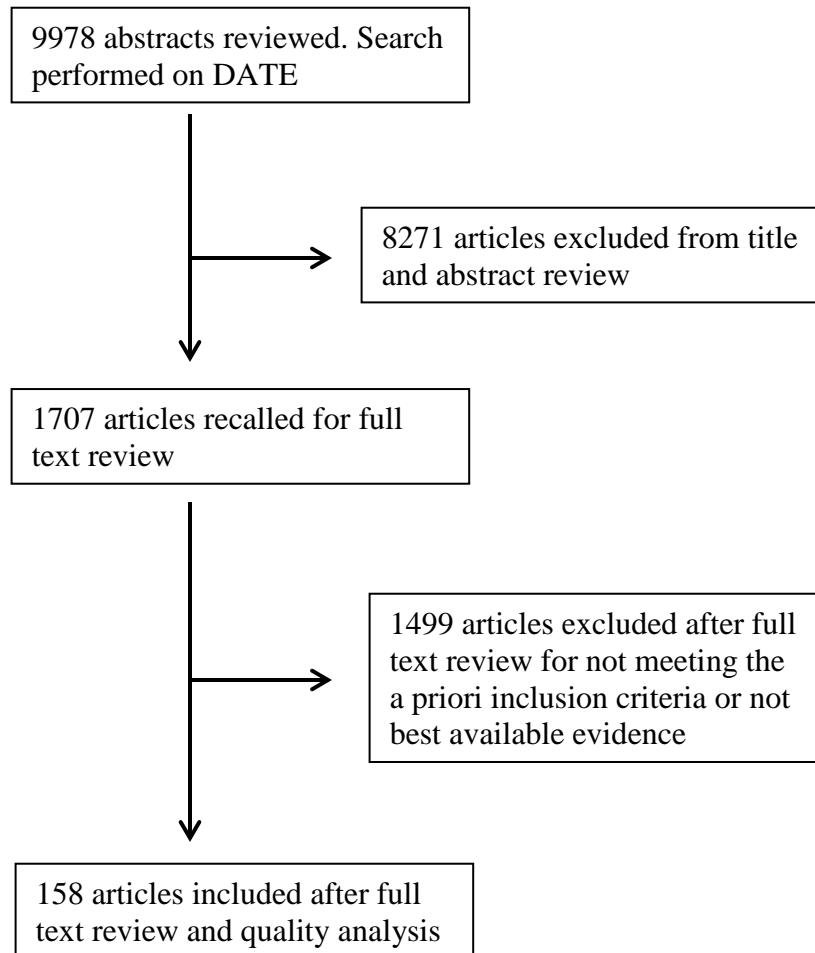 9978 abstracts reviewed. Search
performed on DATE
8271 articles excluded from title
and abstract review
1707 articles recalled for full
text review
1499 articles excluded after full
text review for not meeting the
a priori inclusion criteria or not
best available evidence
158 articles included after full
text review and quality analysis